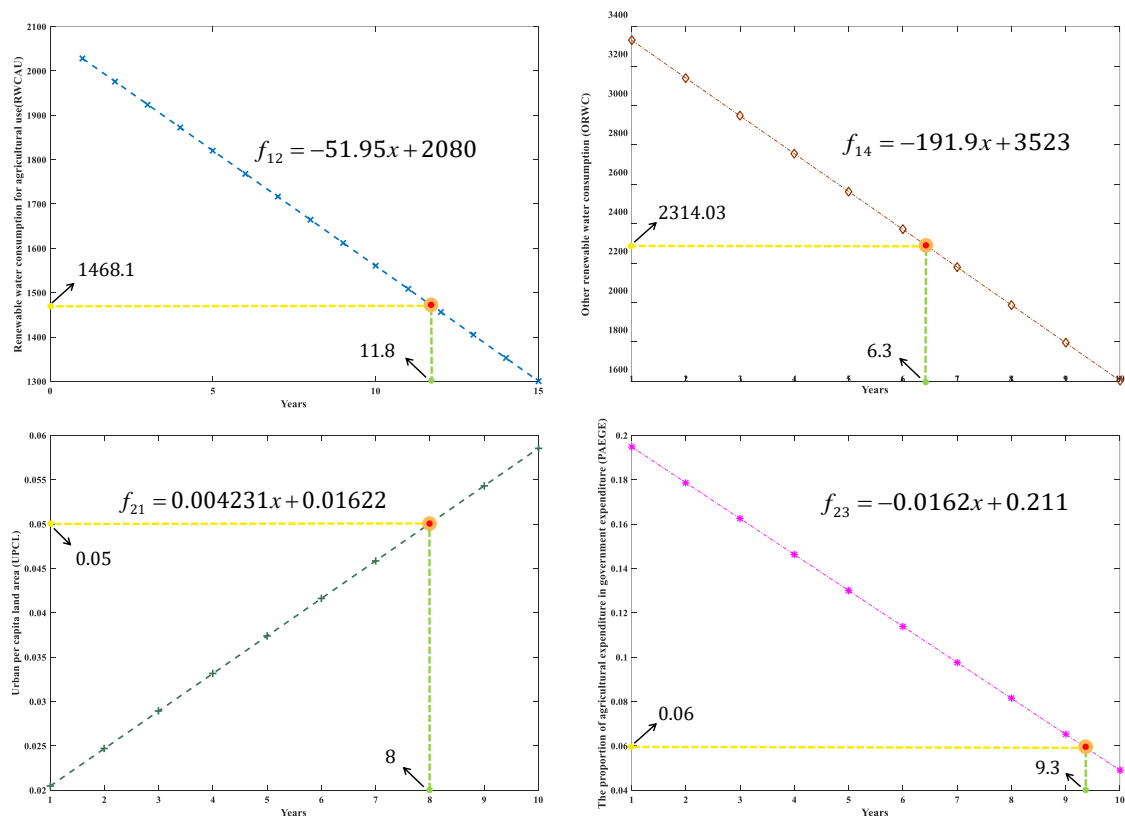 2100
2000
1900
1800
1700
1600
1500
1400
1300
Renewable water consumption for agricultural use(RWCAU)
f12 = −51.95x+2080
1468.1
11.8
0 5 10 15
Years
3400
3200
3000
2800
2600
2400
2200
2000
1800
1600
Other renewable water consumption (ORWC)
f14 = −191.9x+3523
2314.03
6.3
1 2 3 4 5 6 7 8 9 10
Years
0.06
0.055
0.05
0.045
0.04
0.035
0.03
0.025
0.02
Urban per capita land area (UPCL)
f21 = 0.004231x+0.01622
0.05
8
1 2 3 4 5 6 7 8 9 10
Years
0.2
0.18
0.16
0.14
0.12
0.1
0.08
0.06
0.04
The proportion of agricultural expenditure in government expenditure (PAEGE)
f23 = −0.0162x+0.211
0.06
9.3
1 2 3 4 5 6 7 8 9 10
Years